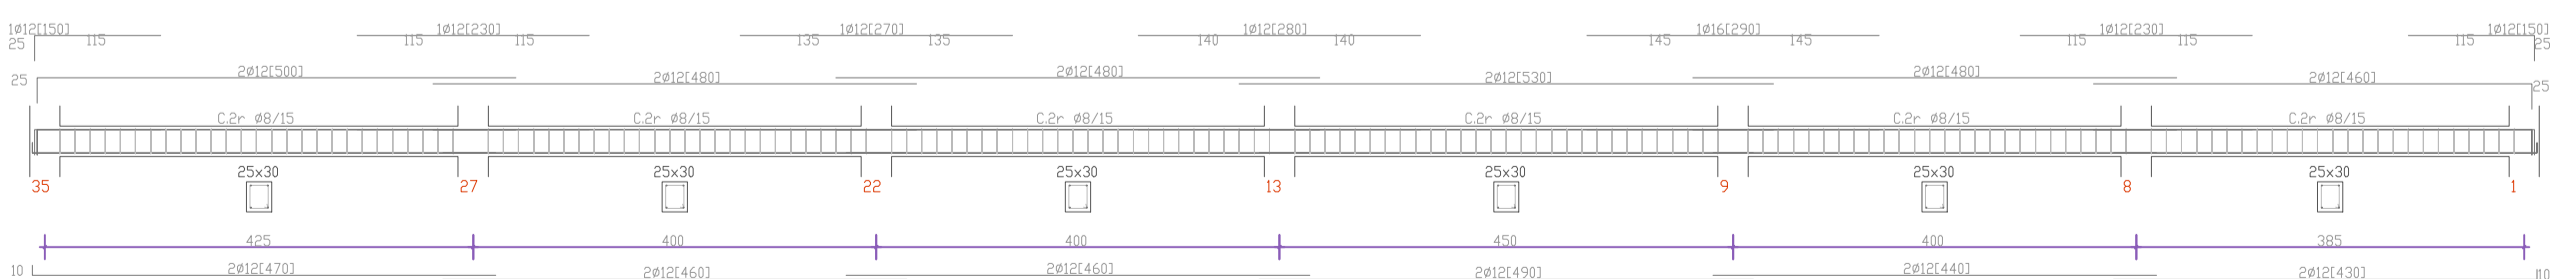 1Ø12[150] 1Ø12[230] 1Ø12[270] 1Ø12[280] 1Ø16[290] 1Ø12[230] 1Ø12[150]
25 115 115 115 135 135 140 140 145 145 115 115 115 25
2Ø12[500] 2Ø12[480] 2Ø12[480] 2Ø12[530] 2Ø12[480] 2Ø12[460]
25 25
C.2r Ø8/15 C.2r Ø8/15 C.2r Ø8/15 C.2r Ø8/15 C.2r Ø8/15 C.2r Ø8/15
25x30 25x30 25x30 25x30 25x30 25x30
35 27 22 13 9 8 1
425 400 400 450 400 385
10 2Ø12[470] 2Ø12[460] 2Ø12[460] 2Ø12[490] 2Ø12[440] 2Ø12[430] 10